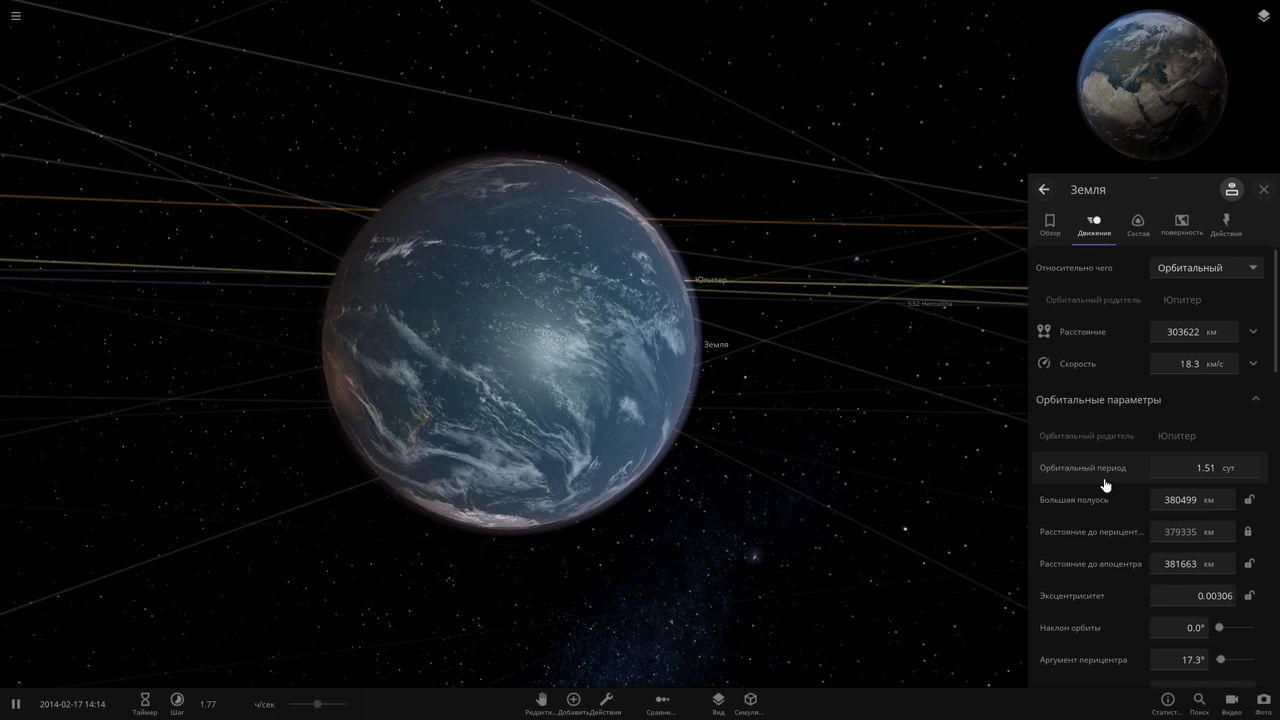 Земля
Обзор
Движение
Состав
поверхность
Действия
Относительно чего
Орбитальный
Орбитальный родитель
Юпитер
Расстояние
303622 км
Скорость
18.3 км/с
Орбитальные параметры
Орбитальный родитель
Юпитер
Орбитальный период
1.51 сут
Большая полуось
380499 км
Расстояние до перицент...
379335 км
Расстояние до апоцентра
381663 км
Эксцентриситет
0.00306
Наклон орбиты
0.0°
Аргумент перицентра
17.3°
Юпитер
532 Herculina
Земля
2014-02-17 14:14
Таймер
Шаг
1.77
ч/сек
Редакти...
Добавить
Действия
Сравне...
Вид
Симуля...
Статист...
Поиск
Видео
Фото